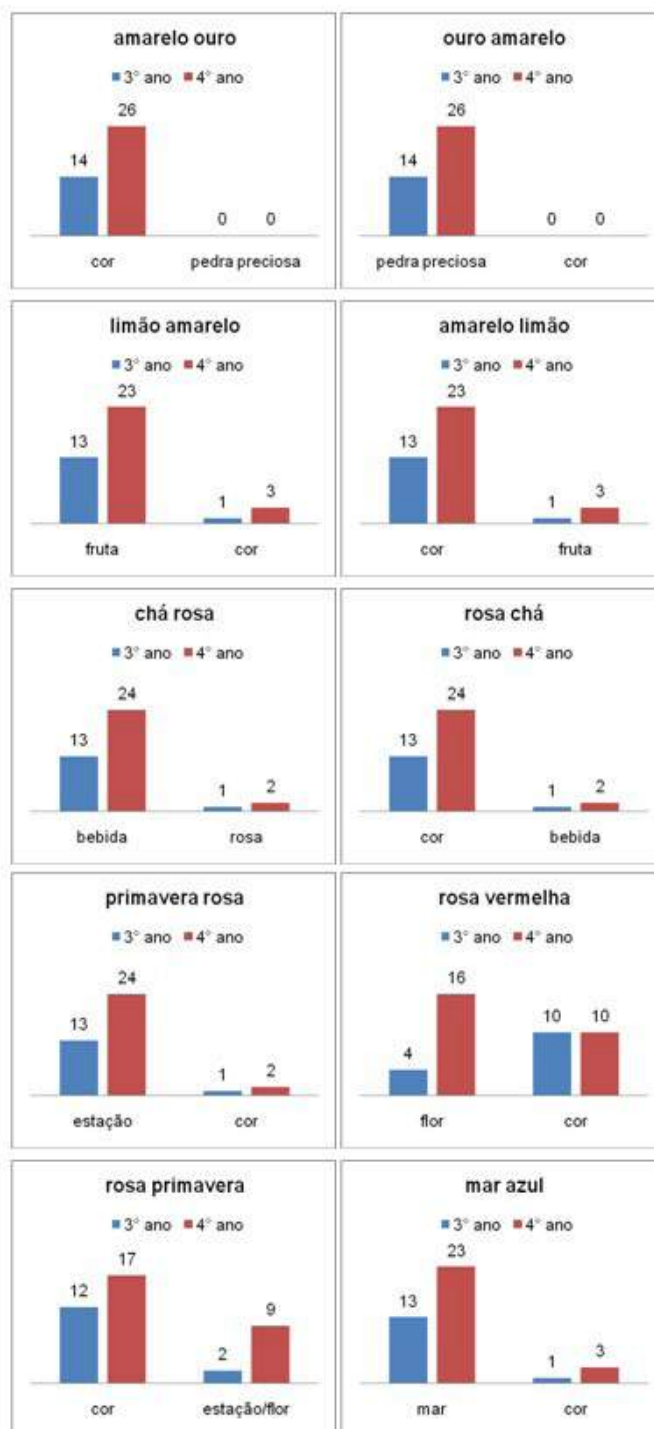 amarelo ouro
3° ano 4° ano
26
14
0 0
cor pedra preciosa
ouro amarelo
3° ano 4° ano
26
14
0 0
pedra preciosa cor
limão amarelo
3° ano 4° ano
23
13
1 3
fruta cor
amarelo limão
3° ano 4° ano
23
13
1 3
cor fruta
chá rosa
3° ano 4° ano
24
13
1 2
bebida rosa
rosa chá
3° ano 4° ano
24
13
1 2
cor bebida
primavera rosa
3° ano 4° ano
24
13
1 2
estação cor
rosa vermelha
3° ano 4° ano
16
4
10 10
flor cor
rosa primavera
3° ano 4° ano
17
12
9
2
cor estação/flor
mar azul
3° ano 4° ano
23
13
1 3
mar cor